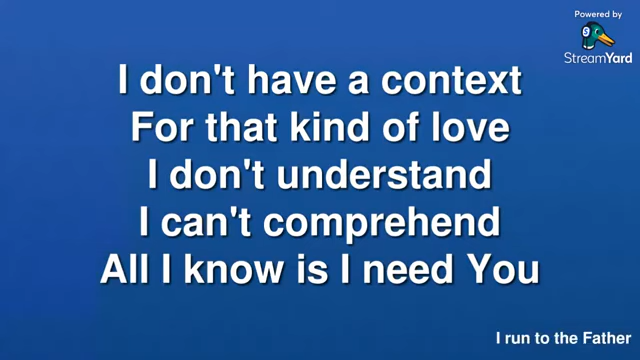 Powered by
StreamYard
I don't have a context
For that kind of love
I don't understand
I can't comprehend
All I know is I need You
I run to the Father